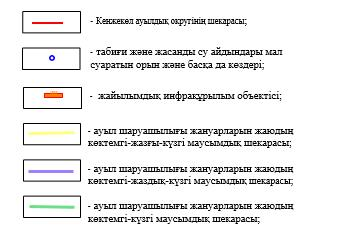 - Кенжекөл ауылдық округінің шекарасы;
- табиғи және жасанды су айдындары мал
суаратын орын және басқа да көздері;
- жайылымдық инфрақұрылым объектісі;
- ауыл шаруашылығы жануарларын жаюдың
көктемгі-жазғы-күзгі маусымдық шекарасы;
- ауыл шаруашылығы жануарларын жаюдың
көктемгі-жаздық-күзгі маусымдық шекарасы;
- ауыл шаруашылығы жануарларын жаюдың
көктемгі-күзгі маусымдық шекарасы;